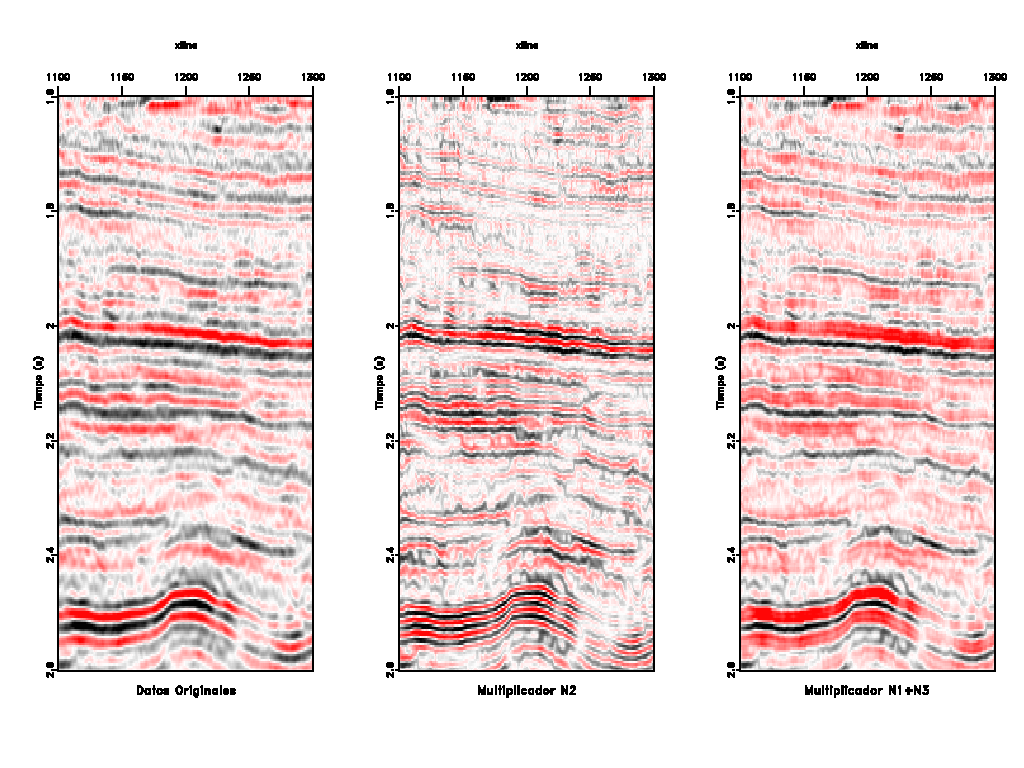 xline xline xline
1100 1150 1200 1250 1300 1100 1150 1200 1250 1300 1100 1150 1200 1250 1300
1.6 1.6 1.6
1.8 1.8 1.8
2 2 2
Tiempo (s) Tiempo (s) Tiempo (s)
2.2 2.2 2.2
2.4 2.4 2.4
2.6 2.6 2.6
Datos Originales Multiplicador N2 Multiplicador N1+N3